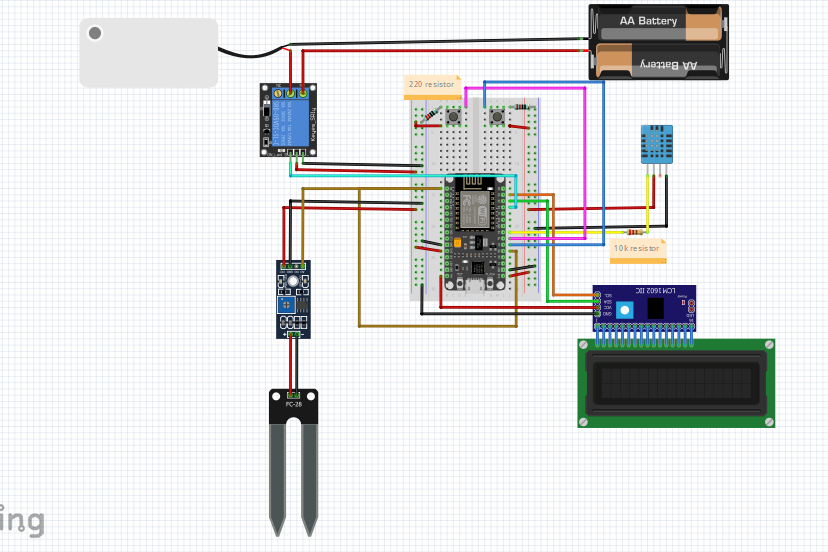 AA Battery
AA Battery
220 resistor
10k resistor
LCM1602 IIC
SCL
SDA
VCC
GND
FC-28
ing